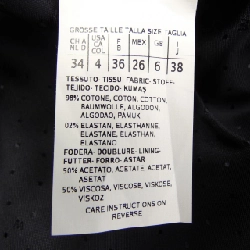 GROSSE TAILLE TALLA SIZE TAGLIA
CH A NL D USA CA F B MEX GB I J
34 4 36 26 6 38
TESSUTO-TISSU-FABRIC-STOFF
TEJIDO-TECIDO-KUMAŞ
98% COTONE, COTON, COTTON,
BAUMWOLLE, ALGODON,
ALGODAO, PAMUK
02% ELASTAN, ELASTHANNE,
ELASTANE, ELASTHAN,
ELASTANO, ELASTAN
FODERA-DOUBLURE-LINING-
FUTTER-FORRO-ASTAR
50% ACETATO, ACETATE, ACETAT,
ASETAT
50% VISCOSA, VISCOSE, VISKOSE,
VISKOZ
CARE INSTRUCTIONS ON
REVERSE